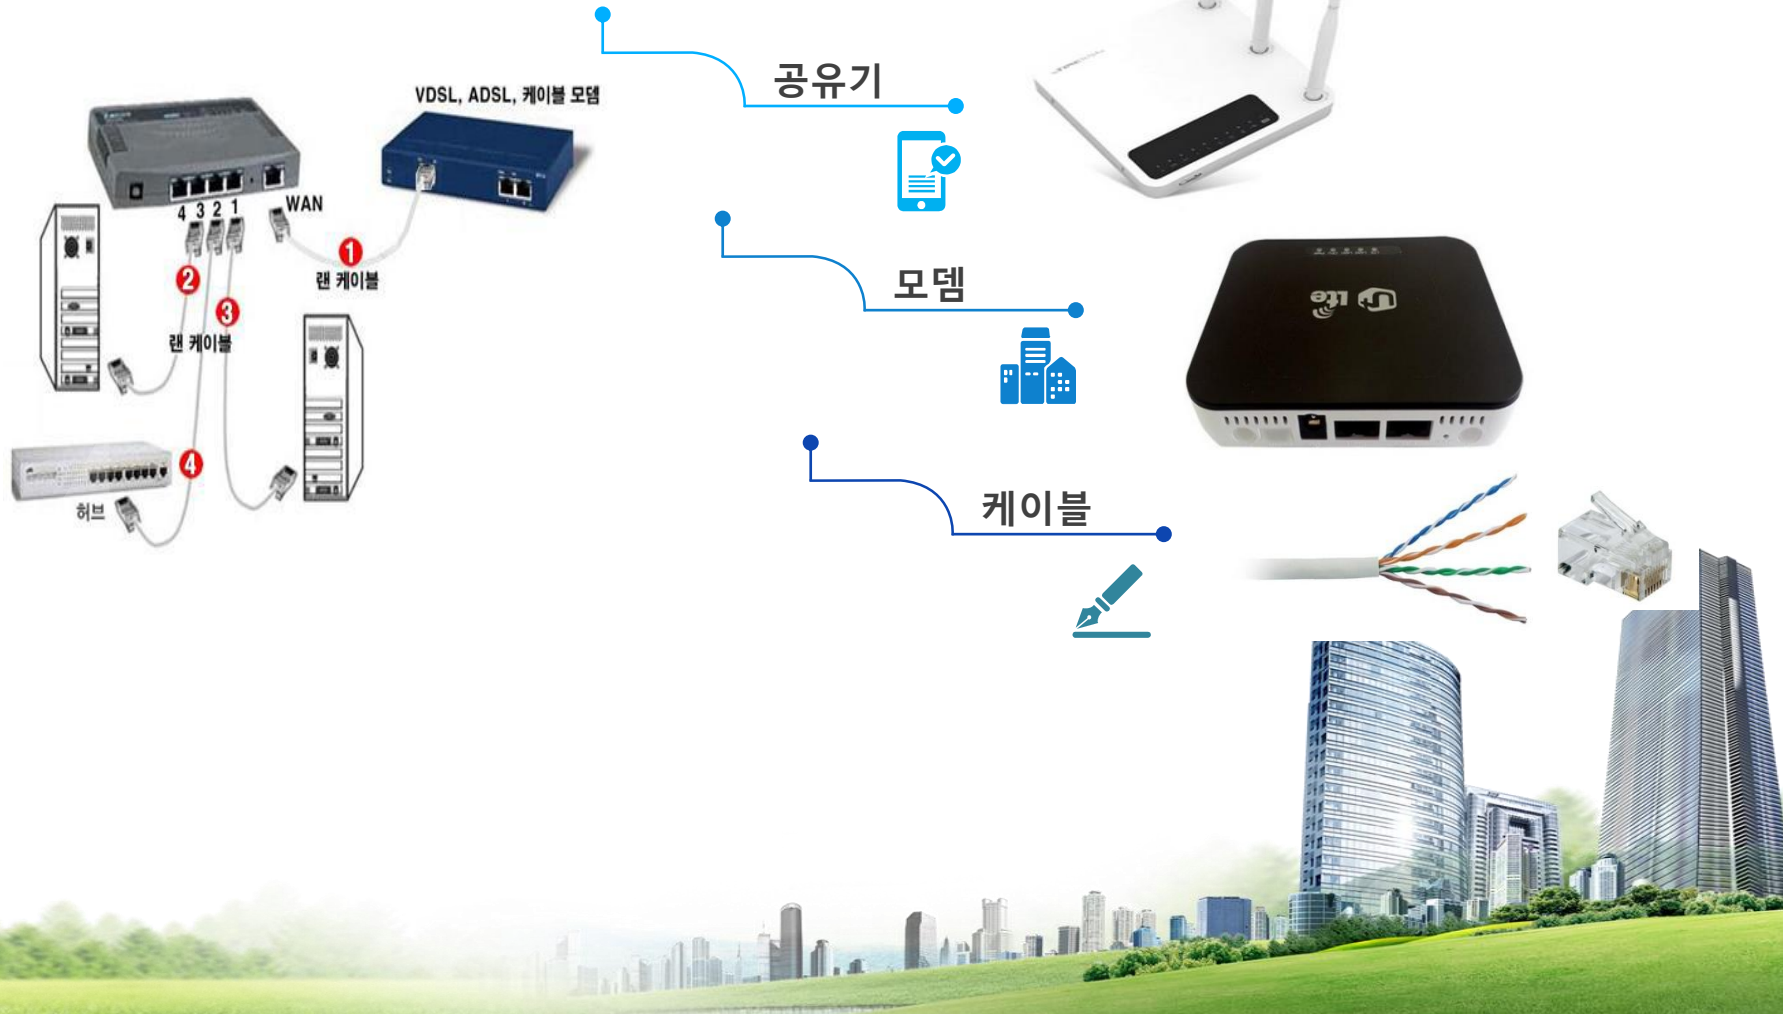 VDSL, ADSL, 케이블 모뎀
4 3 2 1
WAN
1
랜 케이블
2
3
랜 케이블
4
허브
공유기
모뎀
U+ LTE
케이블